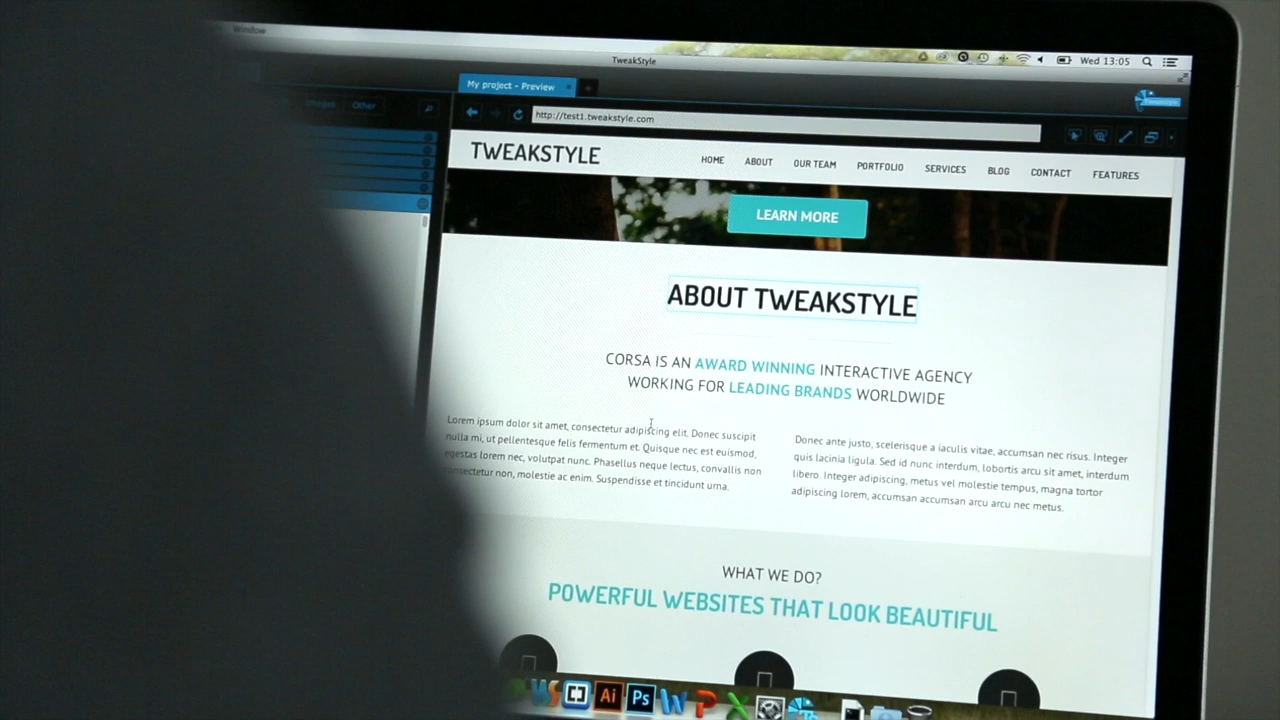 Window
Wed 13:05
TweakStyle
My project - Preview
Images Other
http://test1.tweakstyle.com
TWEAKSTYLE
HOME ABOUT OUR TEAM PORTFOLIO SERVICES BLOG CONTACT FEATURES
LEARN MORE
ABOUT TWEAKSTYLE
CORSA IS AN AWARD WINNING INTERACTIVE AGENCY
WORKING FOR LEADING BRANDS WORLDWIDE
Lorem ipsum dolor sit amet, consectetur adipiscing elit. Donec suscipit
nulla mi, ut pellentesque felis fermentum et. Quisque nec est euismod,
egestas lorem nec, volutpat nunc. Phasellus neque lectus, convallis non
consectetur non, molestie ac enim. Suspendisse et tincidunt urna.
Donec ante justo, scelerisque a iaculis vitae, accumsan nec risus. Integer
quis lacinia ligula. Sed id nunc interdum, lobortis arcu sit amet, interdum
libero. Integer adipiscing, metus vel molestie tempus, magna tortor
adipiscing lorem, accumsan accumsan arcu arcu nec metus.
WHAT WE DO?
POWERFUL WEBSITES THAT LOOK BEAUTIFUL
Ai Ps